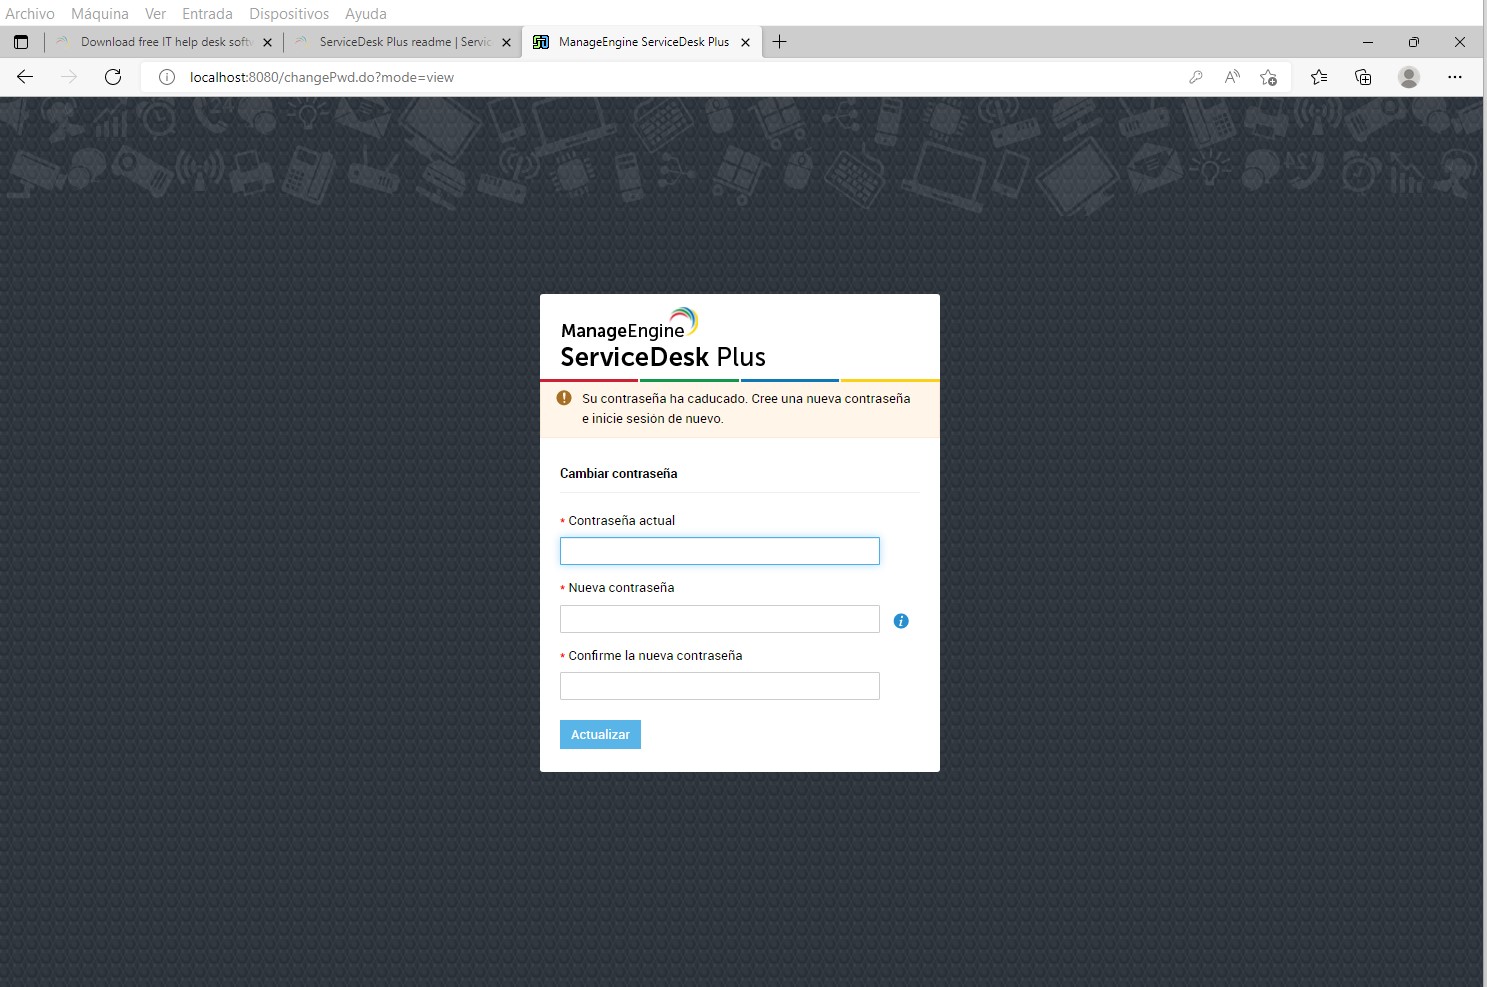 Archivo Máquina Ver Entrada Dispositivos Ayuda
Download free IT help desk soft
ServiceDesk Plus readme | Servic
ManageEngine ServiceDesk Plus
localhost:8080/changePwd.do?mode=view
ManageEngine
ServiceDesk Plus
Su contraseña ha caducado. Cree una nueva contraseña
e inicie sesión de nuevo.
Cambiar contraseña
* Contraseña actual
* Nueva contraseña
* Confirme la nueva contraseña
Actualizar